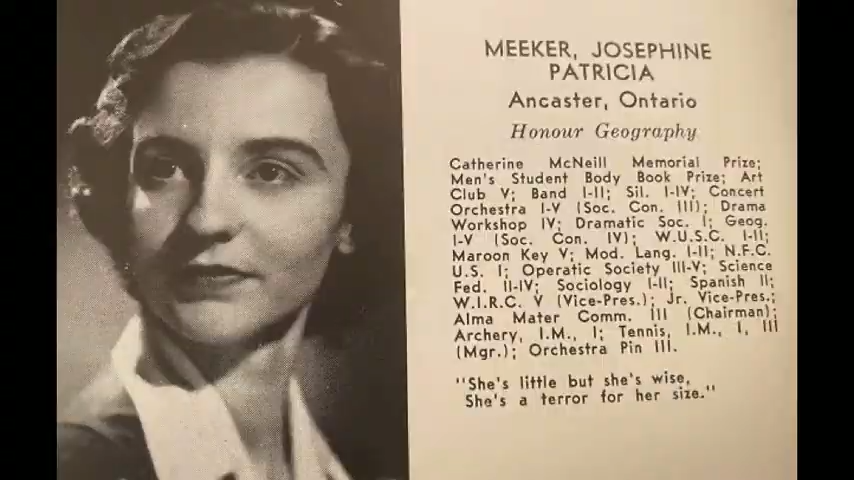 MEEKER, JOSEPHINE
PATRICIA
Ancaster, Ontario
Honour Geography
Catherine McNeill Memorial Prize;
Men's Student Body Book Prize; Art
Club V; Band I-II; Sil. I-IV; Concert
Orchestra I-V (Soc. Con. III); Drama
Workshop IV; Dramatic Soc. I; Geog.
I-V (Soc. Con. IV); W.U.S.C. I-II;
Maroon Key V; Mod. Lang. I-II; N.F.C.
U.S. I; Operatic Society III-V; Science
Fed. II-IV; Sociology I-II; Spanish II;
W.I.R.C. V (Vice-Pres.); Jr. Vice-Pres.;
Alma Mater Comm. III (Chairman);
Archery, I.M., I; Tennis, I.M., I, III
(Mgr.); Orchestra Pin III.
"She's little but she's wise,
She's a terror for her size."